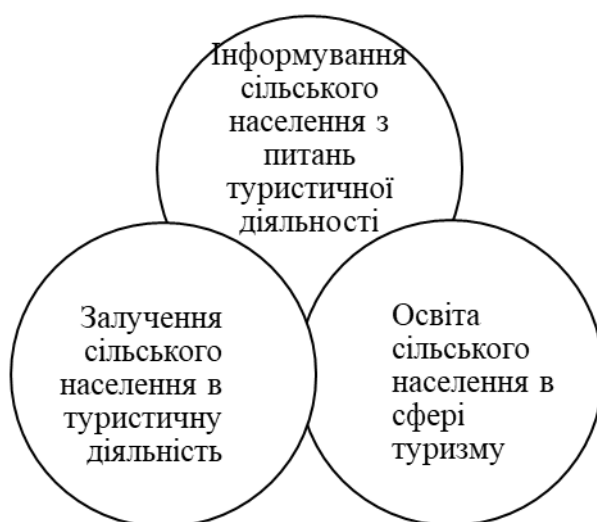 Інформування
сільського
населення з
питань
туристичної
діяльності
Залучення
сільського
населення в
туристичну
діяльність
Освіта
сільського
населення в
сфері
туризму